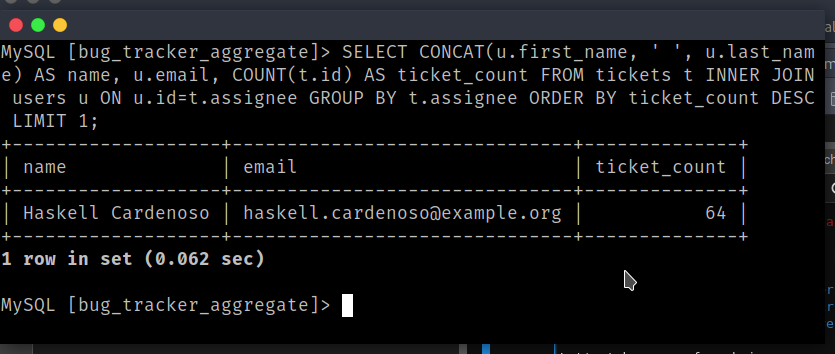 MySQL [bug_tracker_aggregate]> SELECT CONCAT(u.first_name, ' ', u.last_nam
e) AS name, u.email, COUNT(t.id) AS ticket_count FROM tickets t INNER JOIN
 users u ON u.id=t.assignee GROUP BY t.assignee ORDER BY ticket_count DESC
 LIMIT 1;
+------------------+-----------------------------+--------------+
| name             | email                       | ticket_count |
+------------------+-----------------------------+--------------+
| Haskell Cardenoso | haskell.cardenoso@example.org |           64 |
+------------------+-----------------------------+--------------+
1 row in set (0.062 sec)
MySQL [bug_tracker_aggregate]>